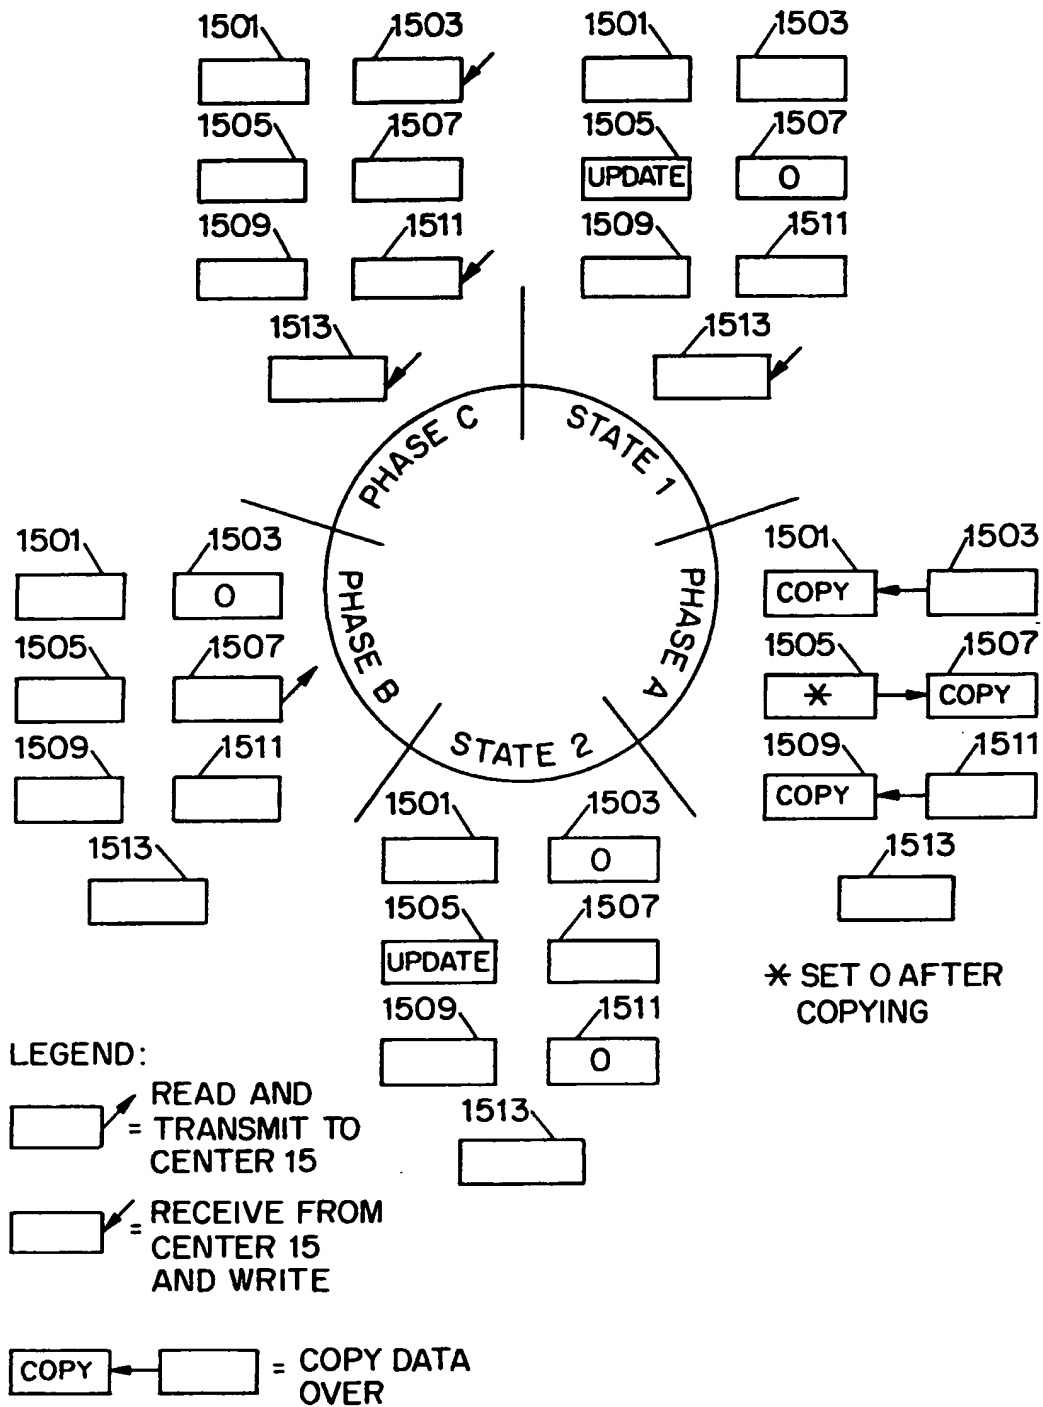 1501 1503 1501 1503
1505 1507 1505 1507
UPDATE 0
1509 1511 1509 1511
1513 1513
PHASE C STATE 1
1501 1503 1501 1503
0 COPY
PHASE B PHASE A
1505 1507 1505 1507
* COPY
STATE 2
1509 1511 1509 1511
COPY
1501 1503
1513 0 1513
1505 1507
UPDATE
* SET 0 AFTER
COPYING
1509 1511
0
1513
LEGEND:
READ AND
= TRANSMIT TO
CENTER 15
= RECEIVE FROM
CENTER 15
AND WRITE
COPY = COPY DATA
OVER